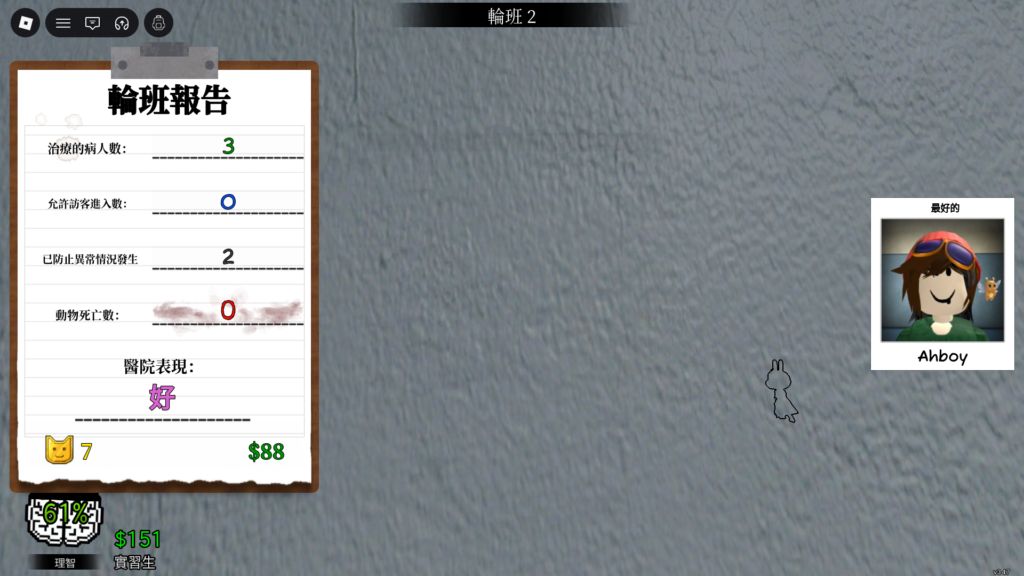 輪班 2
輪班報告
治療的病人數: 3
允許訪客進入數: 0
已防止異常情況發生 2
動物死亡數: 0
醫院表現:
好
7 $88
最好的
Ahboy
61%
理智
$151
實習生